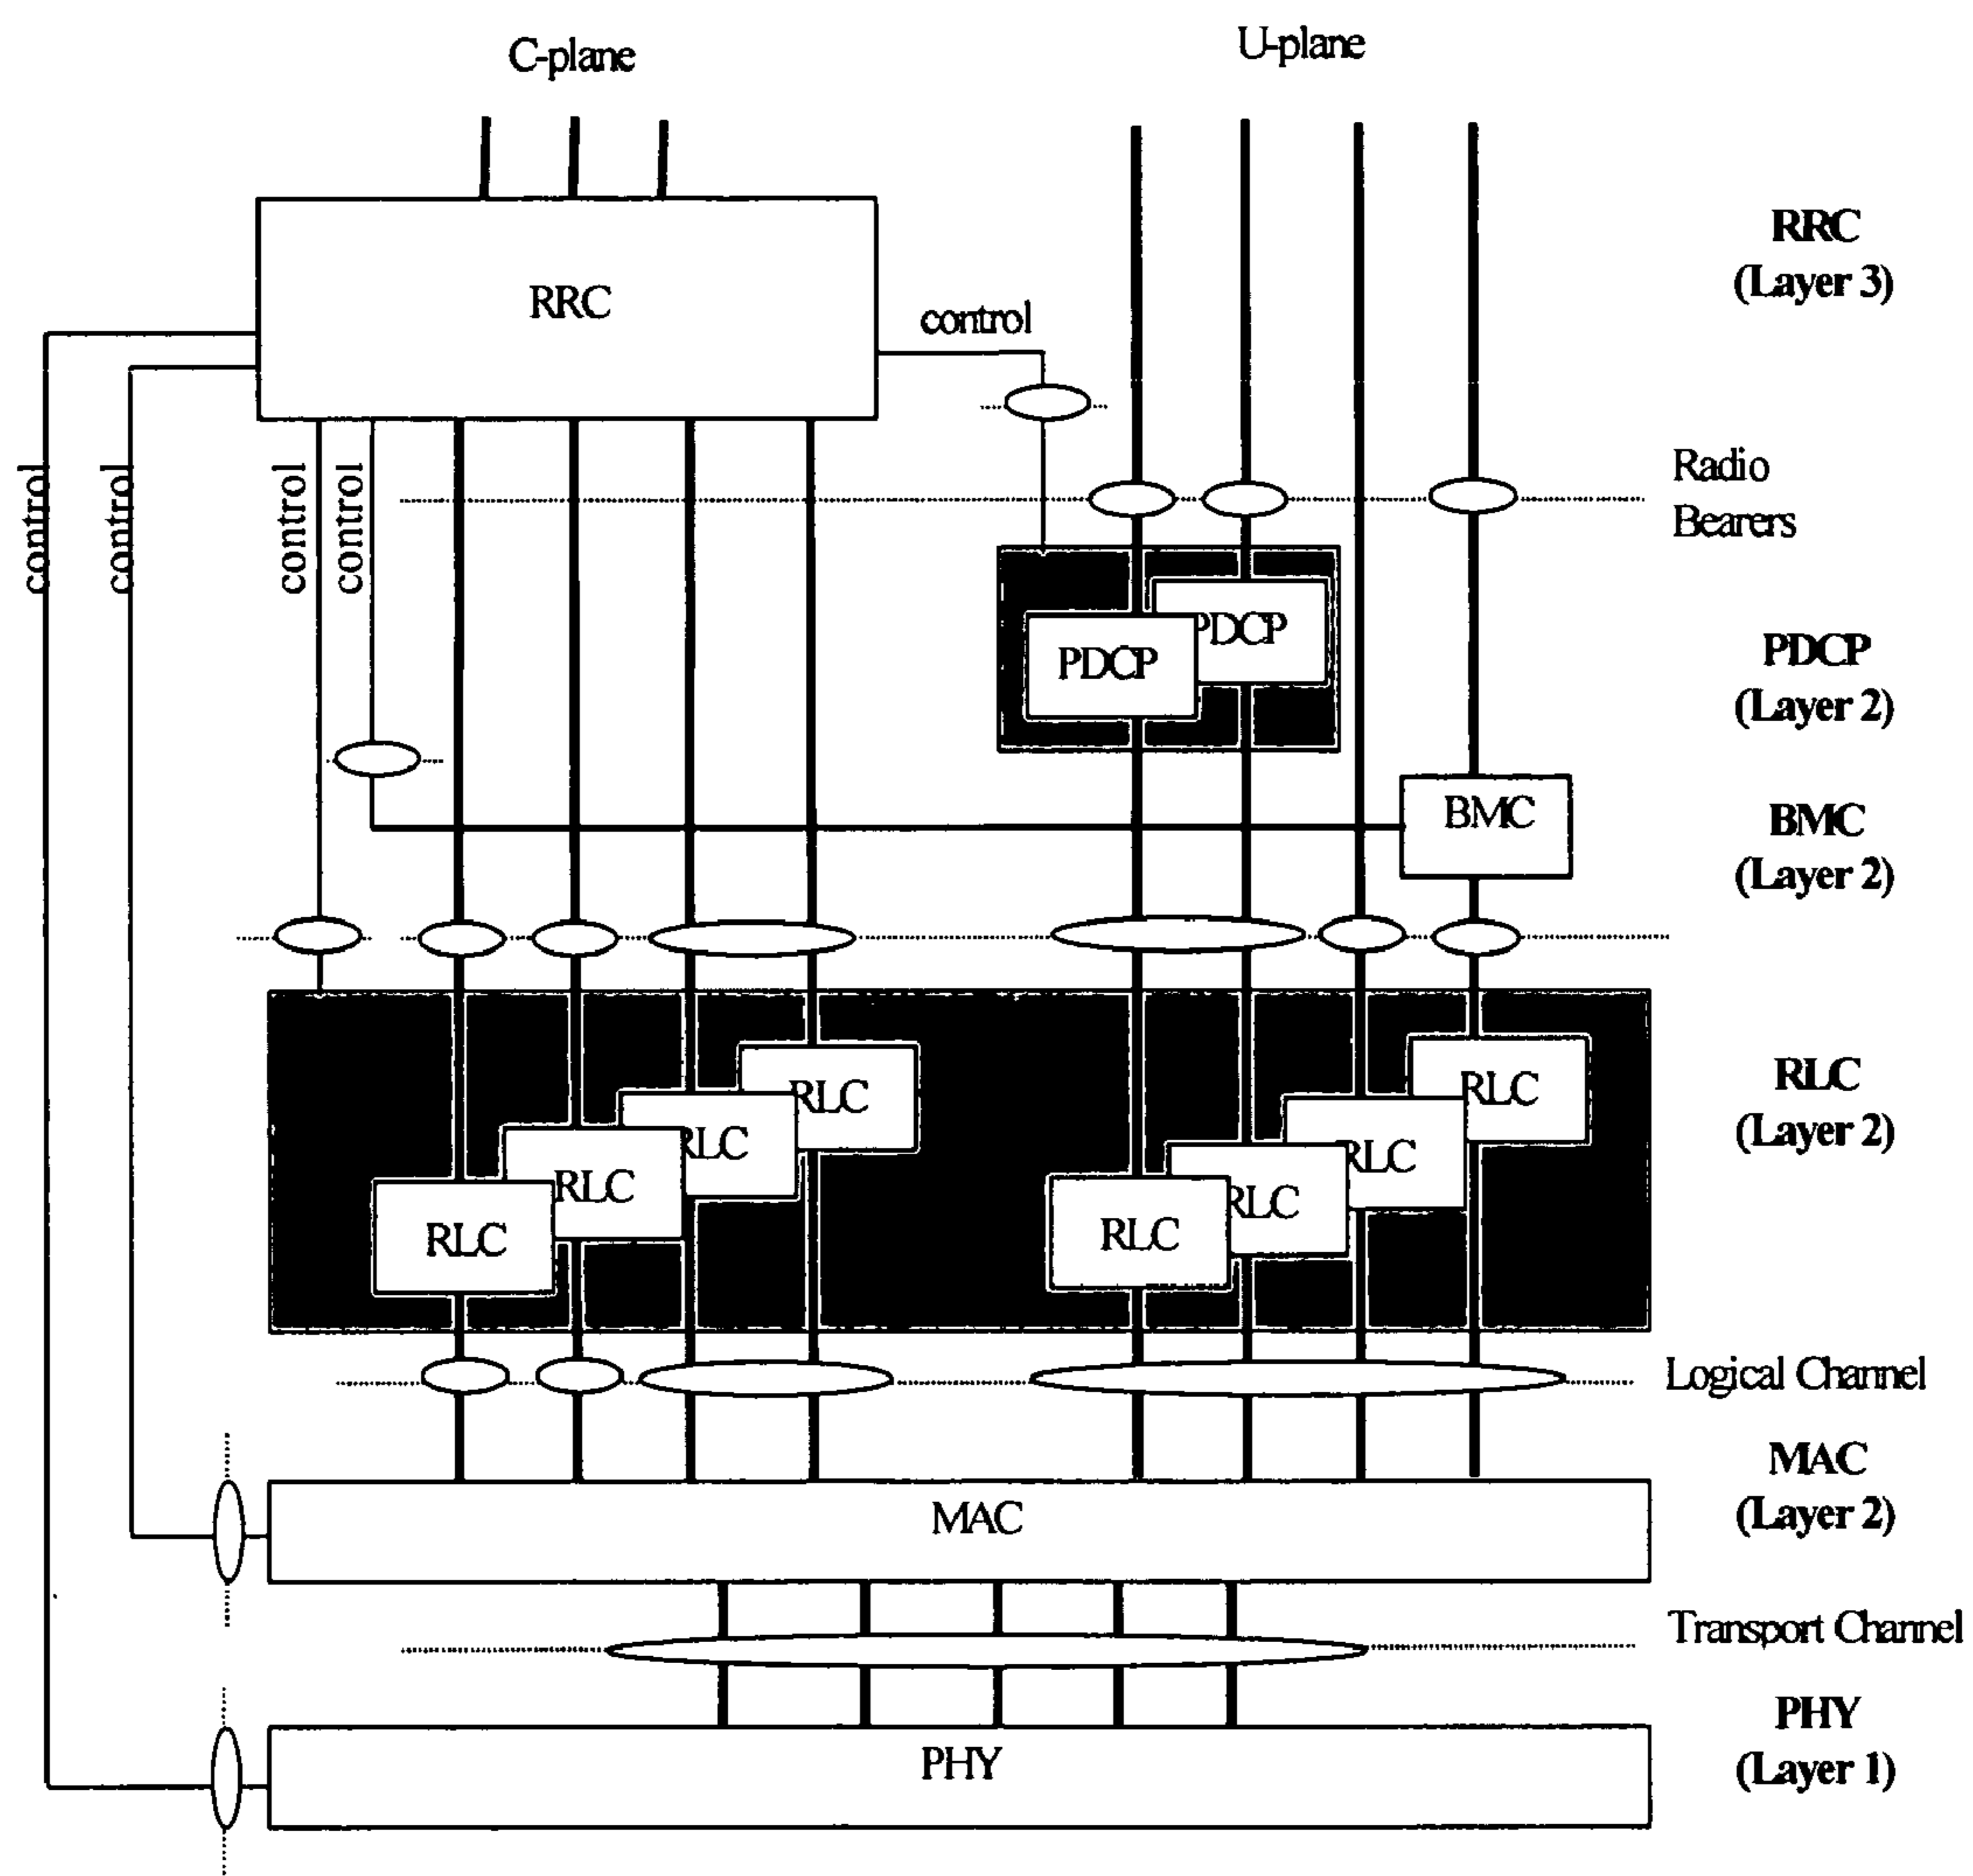 C-plane
U-plane
RRC
RRC
(Layer 3)
control
control
control
control
control
Radio
Bearers
PDCP
PDCP
PDCP
(Layer 2)
BMC
BMC
(Layer 2)
RLC
RLC
RLC
RLC
RLC
RLC
RLC
RLC
RLC
(Layer 2)
Logical Channel
MAC
MAC
(Layer 2)
Transport Channel
PHY
PHY
(Layer 1)